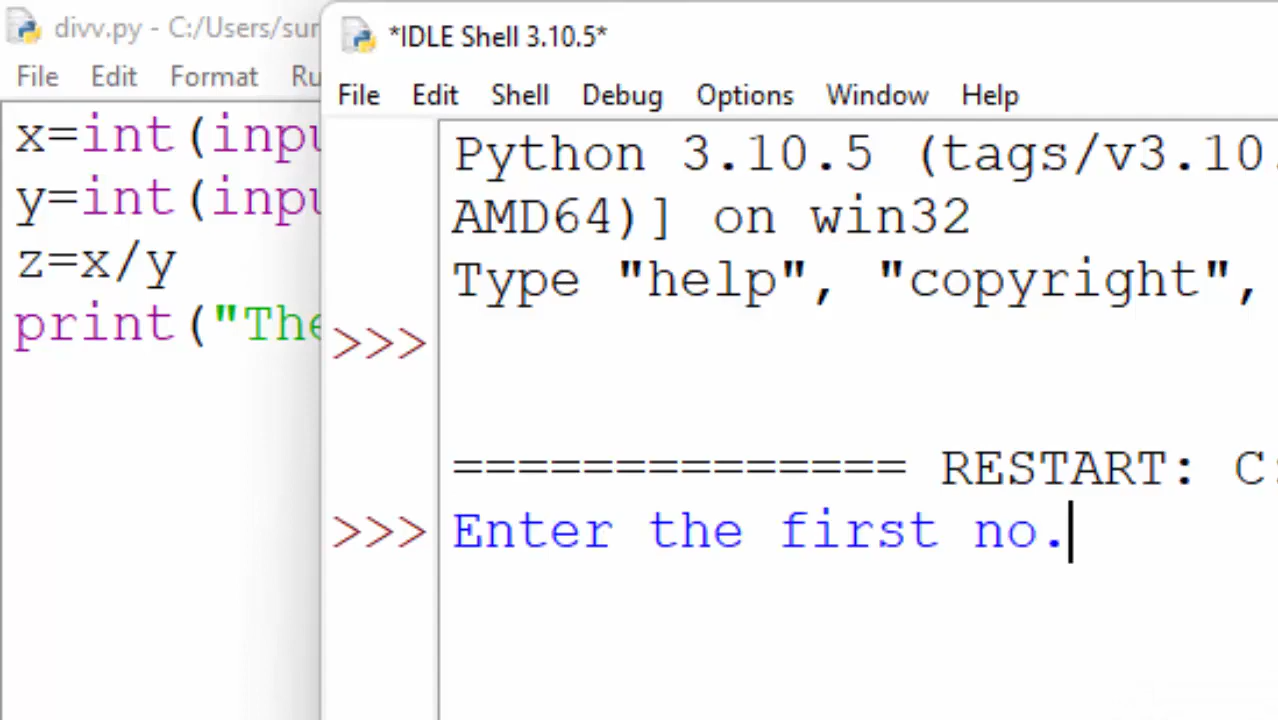 divv.py - C:/Users/sur
File Edit Format Ru
x=int(inpu
y=int(inpu
z=x/y
print("The
*IDLE Shell 3.10.5*
File Edit Shell Debug Options Window Help
Python 3.10.5 (tags/v3.10.
AMD64)] on win32
Type "help", "copyright",
>>>
============== RESTART: C:
>>> Enter the first no.